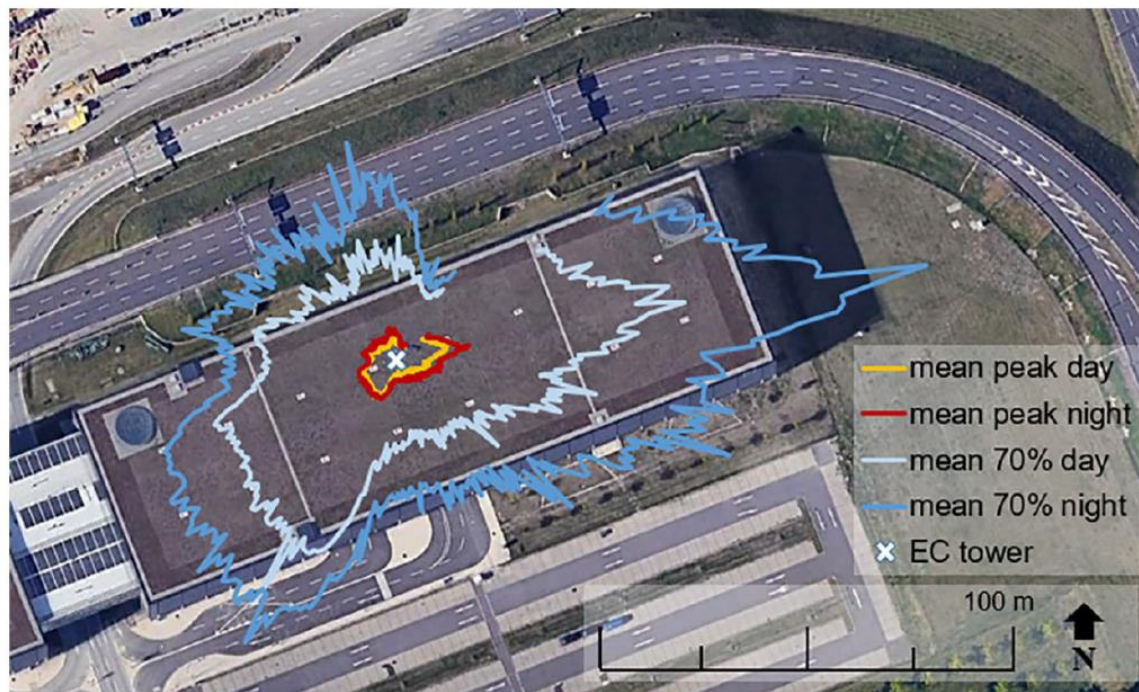 mean peak day
mean peak night
mean 70% day
mean 70% night
EC tower
100 m
N